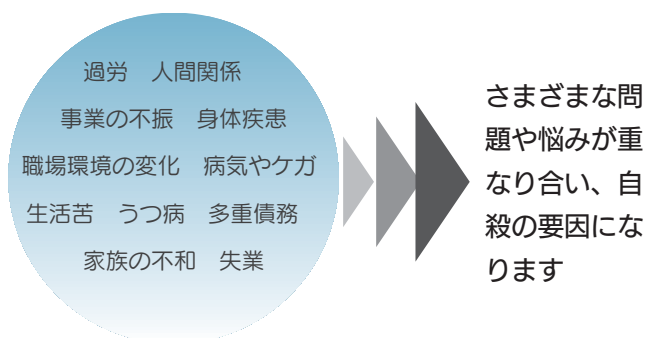 過労　人間関係
事業の不振　身体疾患
職場環境の変化　病気やケガ
生活苦　うつ病　多重債務
家族の不和　失業
さまざまな問
題や悩みが重
なり合い、自
殺の要因にな
ります